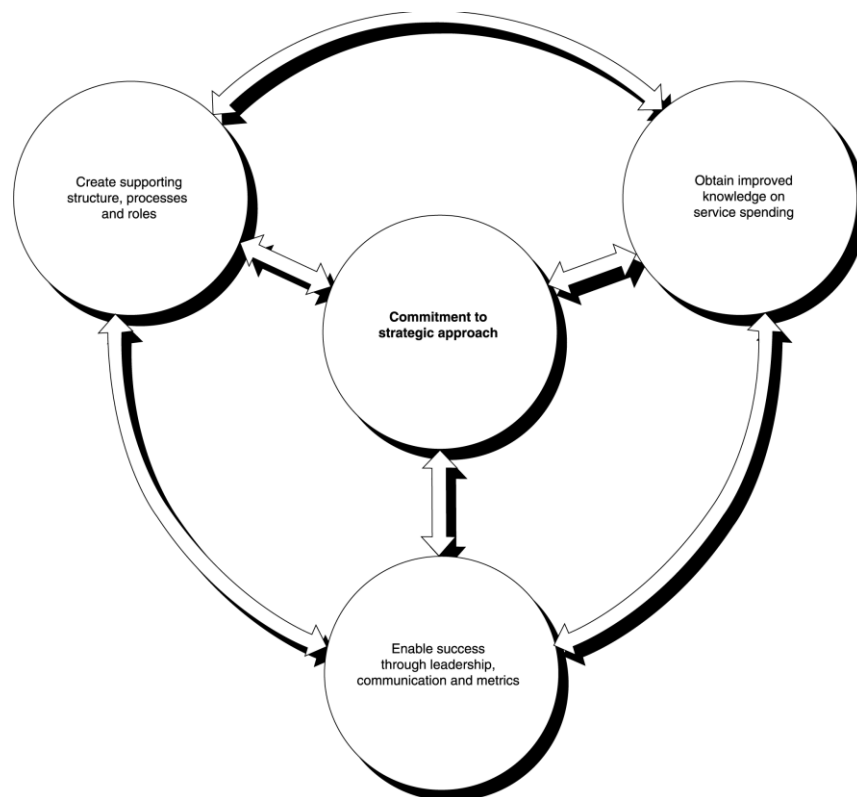 Create supporting
structure, processes
and roles
Obtain improved
knowledge on
service spending
Commitment to
strategic approach
Enable success
through leadership,
communication and metrics